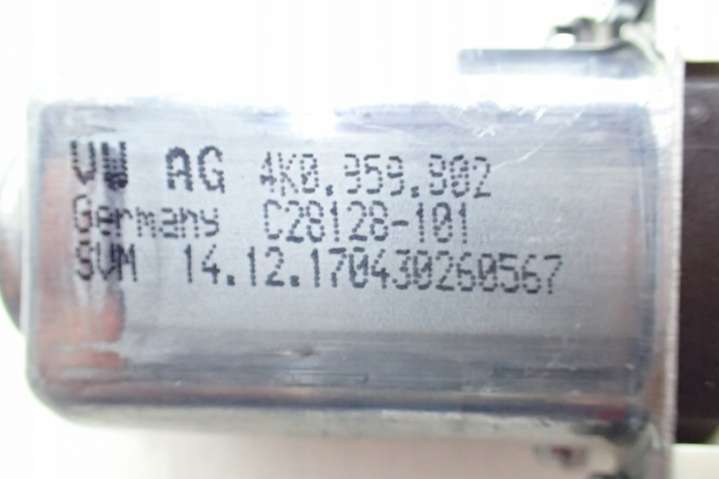 VW AG 4K0.959.802
Germany C28128-101
SVM 14.12.170430260567